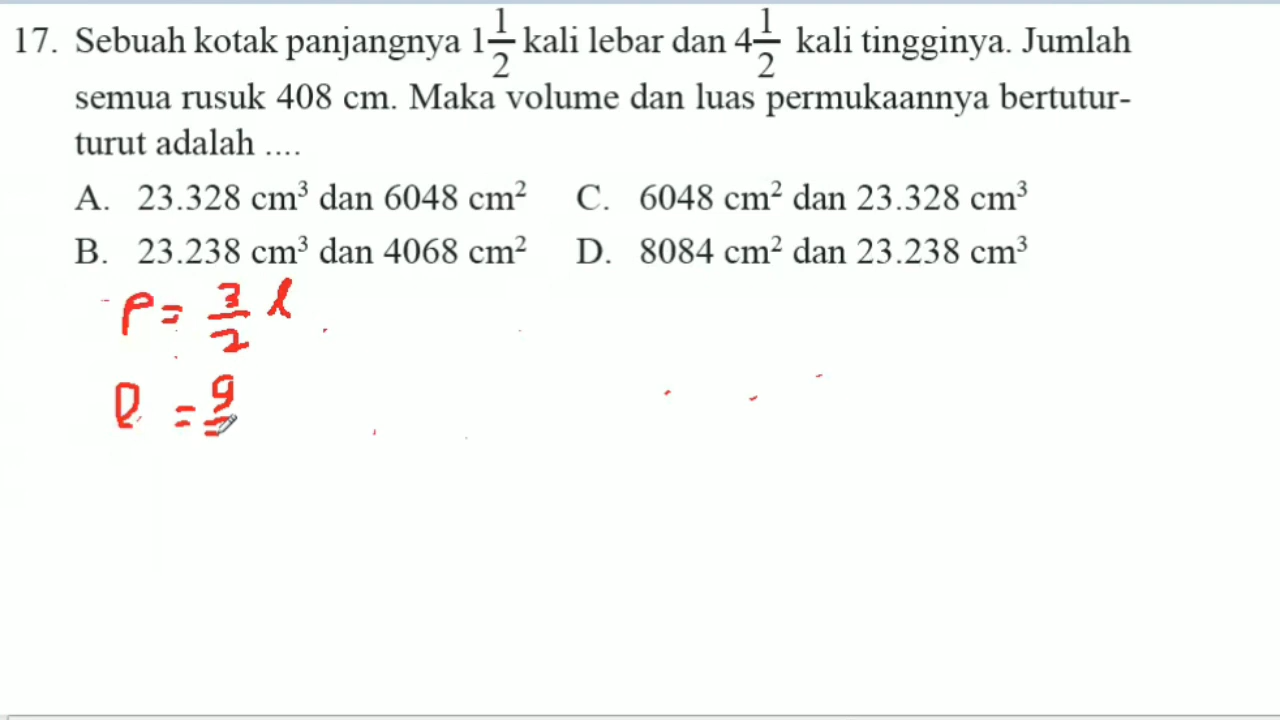 17. Sebuah kotak panjangnya 1 1/2 kali lebar dan 4 1/2 kali tingginya. Jumlah
semua rusuk 408 cm. Maka volume dan luas permukaannya bertutur-
turut adalah ....
A. 23.328 cm³ dan 6048 cm² C. 6048 cm² dan 23.328 cm³
B. 23.238 cm³ dan 4068 cm² D. 8084 cm² dan 23.238 cm³
P = 3/2 l
= 9